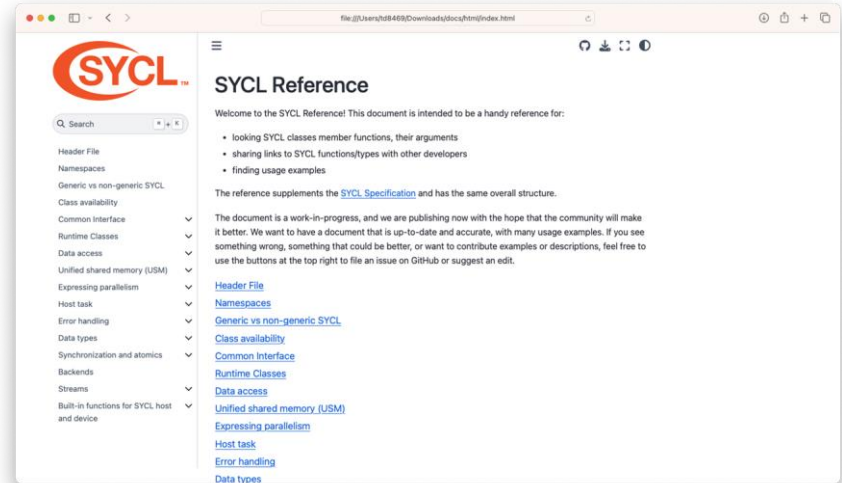 file:///Users/td8469/Downloads/docs/html/index.html
SYCL™
Search
⌘ + K
Header File
Namespaces
Generic vs non-generic SYCL
Class availability
Common Interface
Runtime Classes
Data access
Unified shared memory (USM)
Expressing parallelism
Host task
Error handling
Data types
Synchronization and atomics
Backends
Streams
Built-in functions for SYCL host
and device
SYCL Reference
Welcome to the SYCL Reference! This document is intended to be a handy reference for:
• looking SYCL classes member functions, their arguments
• sharing links to SYCL functions/types with other developers
• finding usage examples
The reference supplements the SYCL Specification and has the same overall structure.
The document is a work-in-progress, and we are publishing now with the hope that the community will make
it better. We want to have a document that is up-to-date and accurate, with many usage examples. If you see
something wrong, something that could be better, or want to contribute examples or descriptions, feel free to
use the buttons at the top right to file an issue on GitHub or suggest an edit.
Header File
Namespaces
Generic vs non-generic SYCL
Class availability
Common Interface
Runtime Classes
Data access
Unified shared memory (USM)
Expressing parallelism
Host task
Error handling
Data types